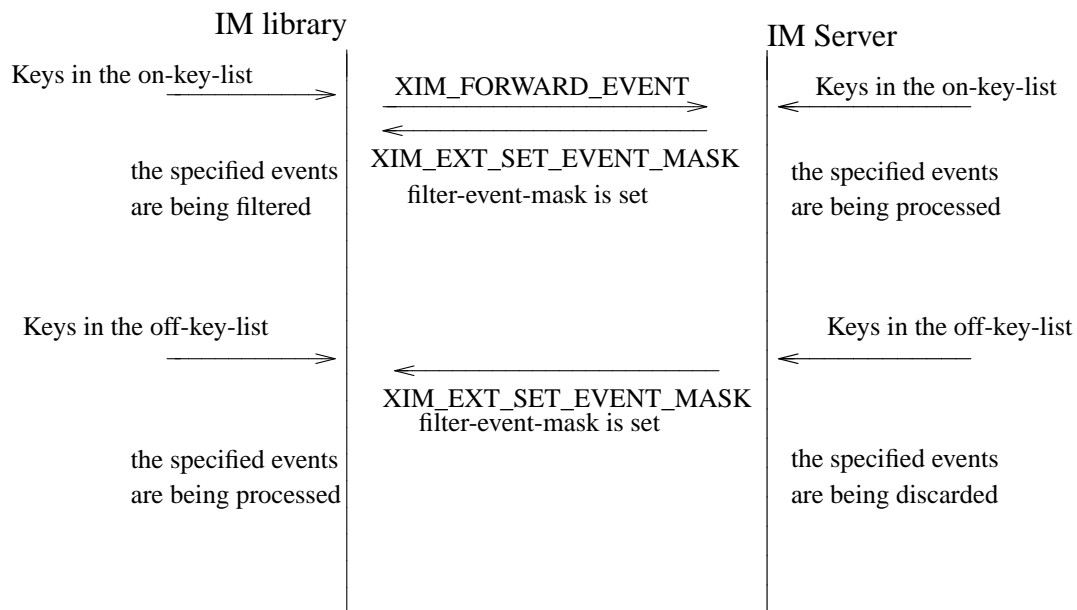 IM library
IM Server
Keys in the on-key-list
XIM_FORWARD_EVENT
Keys in the on-key-list
XIM_EXT_SET_EVENT_MASK
filter-event-mask is set
the specified events
are being filtered
the specified events
are being processed
Keys in the off-key-list
Keys in the off-key-list
XIM_EXT_SET_EVENT_MASK
filter-event-mask is set
the specified events
are being processed
the specified events
are being discarded